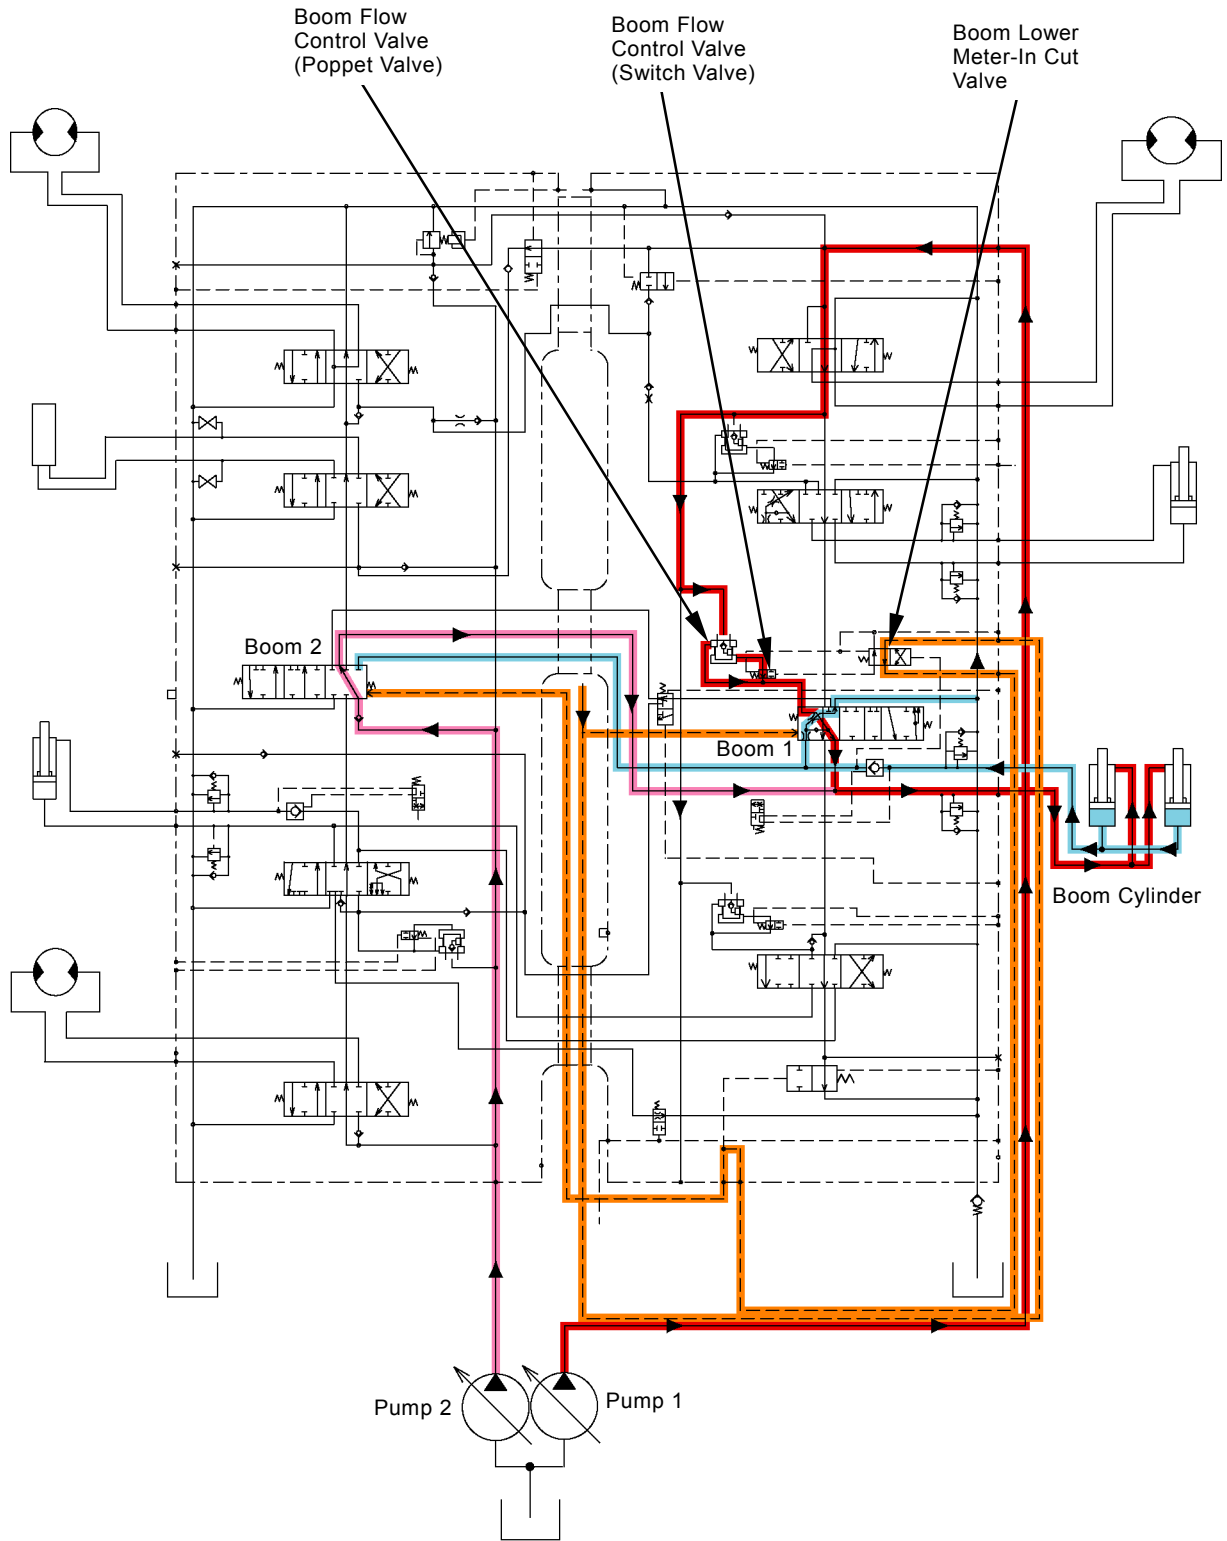 Boom Flow
Control Valve
(Poppet Valve)
Boom Flow
Control Valve
(Switch Valve)
Boom Lower
Meter-In Cut
Valve
Boom 2
Boom 1
Boom Cylinder
Pump 2
Pump 1